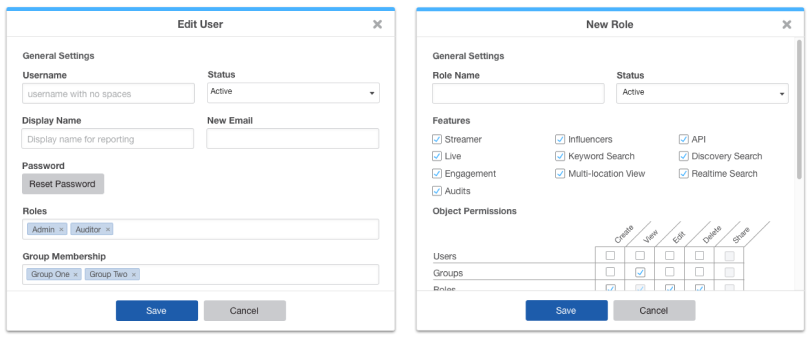 Edit User
General Settings
Username Status
username with no spaces Active
Display Name New Email
Display name for reporting
Password
Reset Password
Roles
Admin × Auditor ×
Group Membership
Group One × Group Two ×
Save Cancel
New Role
General Settings
Role Name Status
Active
Features
Streamer Influencers API
Live Keyword Search Discovery Search
Engagement Multi-location View Realtime Search
Audits
Object Permissions
Create View Edit Delete Share
Users
Groups
Roles
Save Cancel